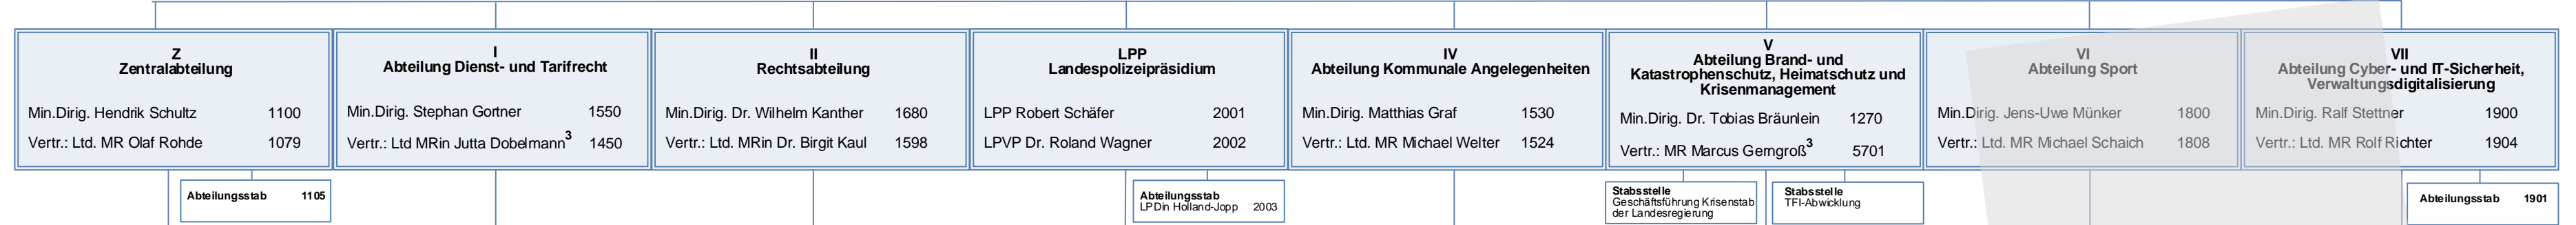 Z
Zentralabteilung
Min.Dirig. Hendrik Schultz 1100
Vertr.: Ltd. MR Olaf Rohde 1079
Abteilungsstab 1105
I
Abteilung Dienst- und Tarifrecht
Min.Dirig. Stephan Gortner 1550
Vertr.: Ltd MRin Jutta Dobelmann³ 1450
II
Rechtsabteilung
Min.Dirig. Dr. Wilhelm Kanther 1680
Vertr.: Ltd. MRin Dr. Birgit Kaul 1598
LPP
Landespolizeipräsidium
LPP Robert Schäfer 2001
LPVP Dr. Roland Wagner 2002
Abteilungsstab
LPDin Holland-Jopp 2003
IV
Abteilung Kommunale Angelegenheiten
Min.Dirig. Matthias Graf 1530
Vertr.: Ltd. MR Michael Welter 1524
V
Abteilung Brand- und
Katastrophenschutz, Heimatschutz und
Krisenmanagement
Min.Dirig. Dr. Tobias Bräunlein 1270
Vertr.: MR Marcus Gerngroß³ 5701
Stabsstelle
Geschäftsführung Krisenstab
der Landesregierung
Stabsstelle
TFI-Abwicklung
VI
Abteilung Sport
Min.Dirig. Jens-Uwe Münker 1800
Vertr.: Ltd. MR Michael Schaich 1808
VII
Abteilung Cyber- und IT-Sicherheit,
Verwaltungsdigitalisierung
Min.Dirig. Ralf Stettner 1900
Vertr.: Ltd. MR Rolf Richter 1904
Abteilungsstab 1901